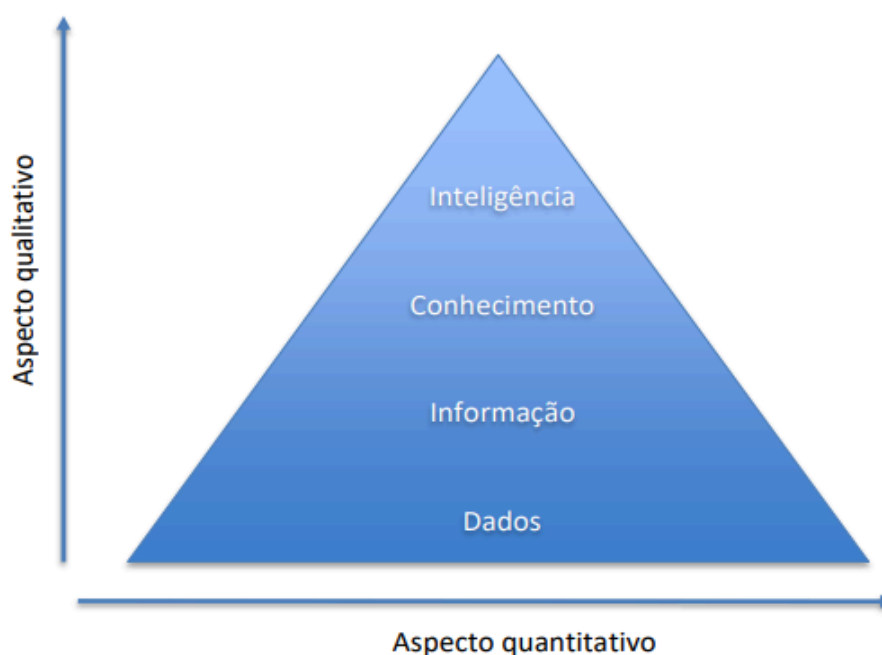 Aspecto qualitativo
Inteligência
Conhecimento
Informação
Dados
Aspecto quantitativo